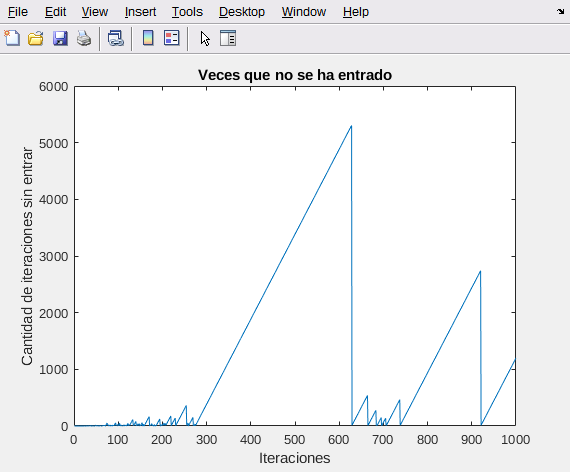 File Edit View Insert Tools Desktop Window Help
Veces que no se ha entrado
6000
5000
4000
3000
2000
1000
0
Cantidad de iteraciones sin entrar
0 100 200 300 400 500 600 700 800 900 1000
Iteraciones